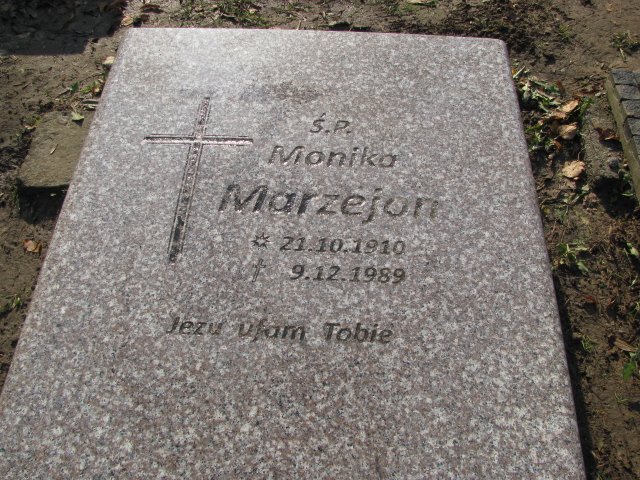 Ś.P.
Monika
Marzejon
* 21.10.1910
† 9.12.1989
Jezu ufam Tobie